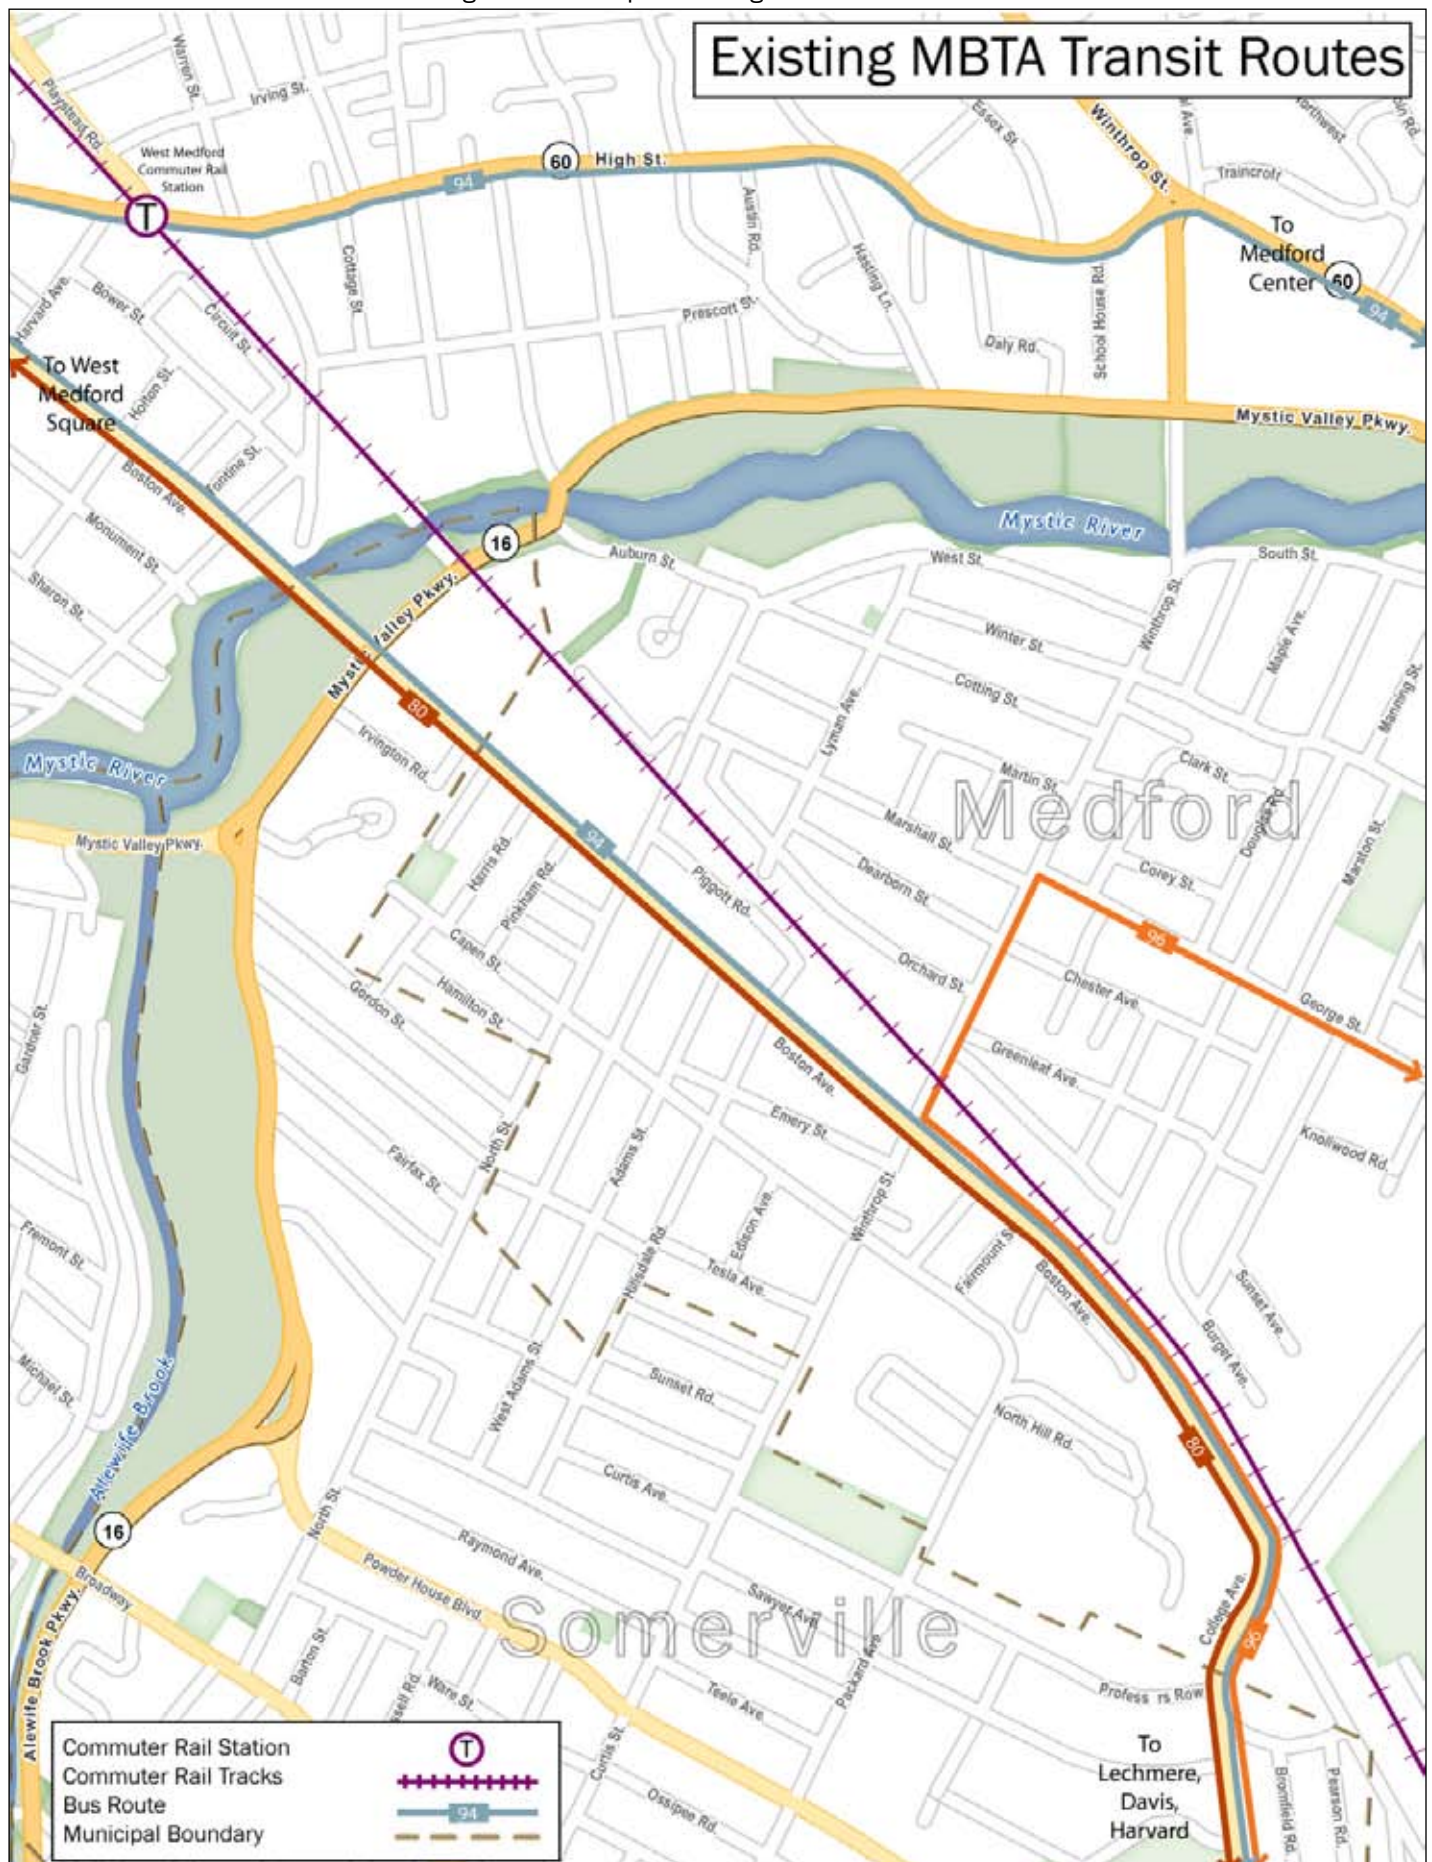 Existing MBTA Transit Routes
Warren St.
Irving St.
Playstead Rd.
West Medford
Commuter Rail
Station
T
60
High St.
94
Essex St.
Winthrop St.
Northwest
Traincroft
To
Medford
Center
60
94
Austin Rd.
Hasting Ln.
Cottage St.
Prescott St.
Daly Rd.
School House Rd.
Harvard Ave.
Bower St.
Circuit St.
To West
Medford
Square
Holton St.
Fontine St.
Boston Ave.
Monument St.
Sharon St.
Mystic Valley Pkwy.
Mystic River
16
Auburn St.
West St.
South St.
Mystic Valley Pkwy.
Winthrop St.
Winter St.
Maple Ave.
Cotting St.
Manning St.
Lyman Ave.
80
Irvington Rd.
Mystic River
Mystic Valley Pkwy.
Martin St.
Clark St.
Medford
Douglas Rd.
Marshall St.
Marston St.
94
Harris Rd.
Pinkham Rd.
Piggott Rd.
Dearborn St.
Corey St.
96
Capen St.
Hamilton St.
Gordon St.
Orchard St.
Chester Ave.
George St.
Gardner St.
Boston Ave.
Greenleaf Ave.
Emery St.
Knollwood Rd.
North St.
Adams St.
Fairfax St.
Winthrop St.
Edison Ave.
Hillsdale Rd.
Tesla Ave.
Fairmount S
Boston Ave.
Fremont St.
Sunset Ave.
Burget Ave.
Michael St.
West Adams St.
Sunset Rd.
North Hill Rd.
80
Alewife Brook
Curtis Ave.
16
North St.
Raymond Ave.
Powder House Blvd.
Broadway
Alewife Brook Pkwy.
Somerville
Sawyer Ave.
College Ave.
96
Barton St.
Ware St.
ssell Rd.
Teele Ave.
Packard Ave
Profess rs Row
Curtis St.
Ossipee Rd.
To
Lechmere,
Davis,
Harvard
Bromfield Rd.
Pearson Rd.
Commuter Rail Station
T
Commuter Rail Tracks
Bus Route
94
Municipal Boundary